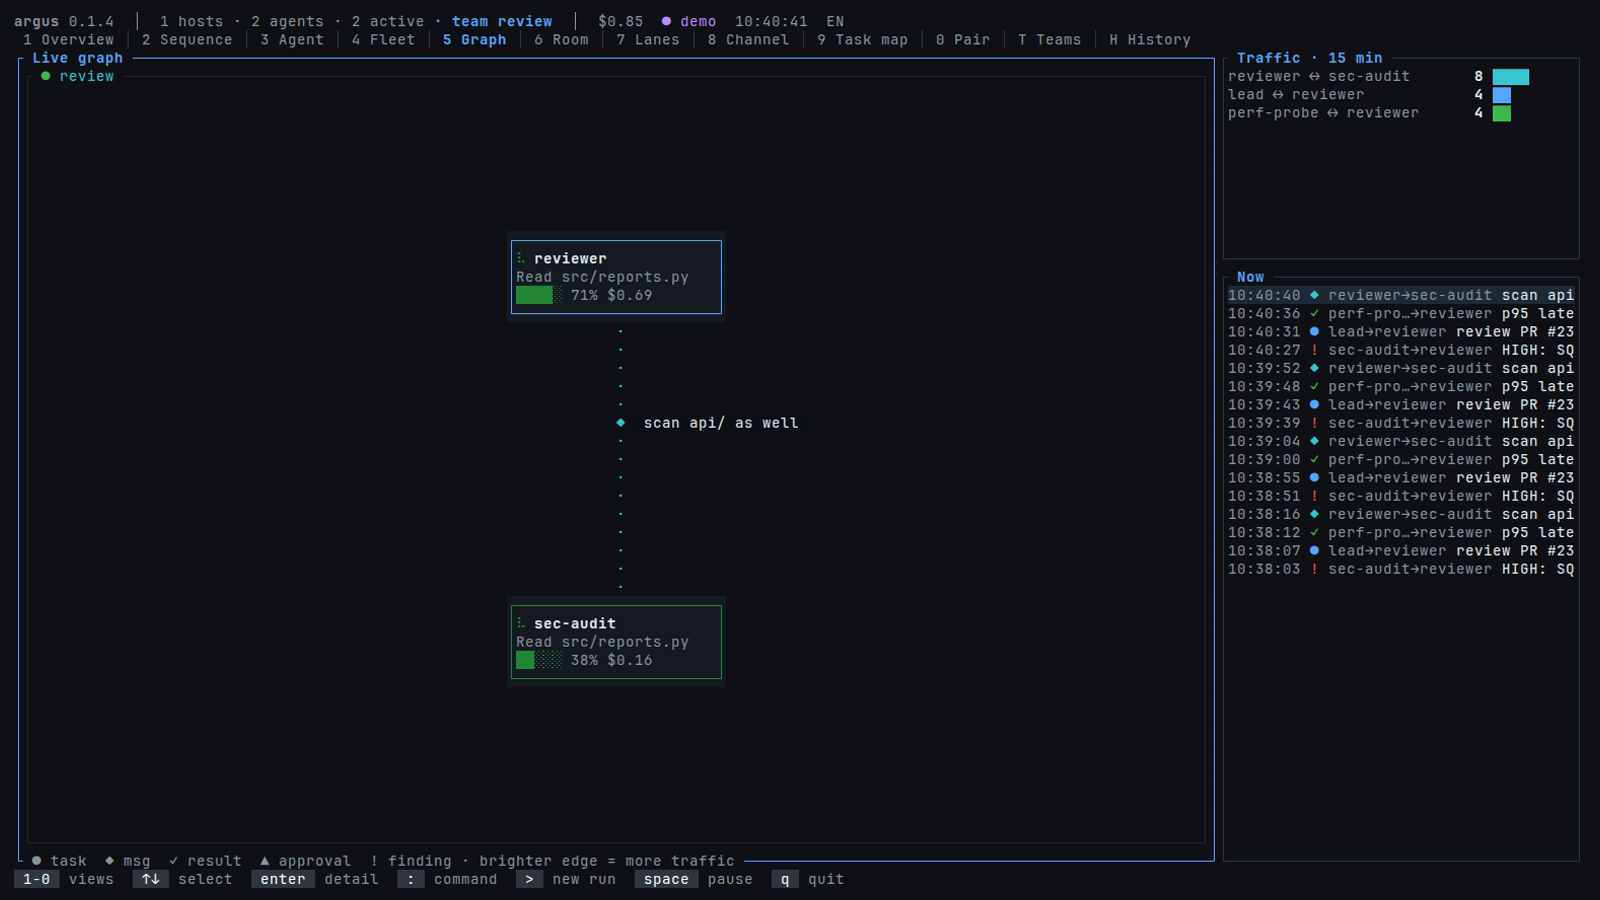 argus 0.1.4 │ 1 hosts · 2 agents · 2 active · team review │ $0.85 ● demo 10:40:41 EN
1 Overview │ 2 Sequence │ 3 Agent │ 4 Fleet │ 5 Graph │ 6 Room │ 7 Lanes │ 8 Channel │ 9 Task map │ 0 Pair │ T Teams │ H History
Live graph
● review
reviewer
Read src/reports.py
71% $0.69
◆ scan api/ as well
sec-audit
Read src/reports.py
38% $0.16
● task ◆ msg ✓ result ▲ approval ! finding · brighter edge = more traffic
Traffic · 15 min
reviewer ↔ sec-audit 8
lead ↔ reviewer 4
perf-probe ↔ reviewer 4
Now
10:40:40 ◆ reviewer→sec-audit scan api
10:40:36 ✓ perf-pro…→reviewer p95 late
10:40:31 ● lead→reviewer review PR #23
10:40:27 ! sec-audit→reviewer HIGH: SQ
10:39:52 ◆ reviewer→sec-audit scan api
10:39:48 ✓ perf-pro…→reviewer p95 late
10:39:43 ● lead→reviewer review PR #23
10:39:39 ! sec-audit→reviewer HIGH: SQ
10:39:04 ◆ reviewer→sec-audit scan api
10:39:00 ✓ perf-pro…→reviewer p95 late
10:38:55 ● lead→reviewer review PR #23
10:38:51 ! sec-audit→reviewer HIGH: SQ
10:38:16 ◆ reviewer→sec-audit scan api
10:38:12 ✓ perf-pro…→reviewer p95 late
10:38:07 ● lead→reviewer review PR #23
10:38:03 ! sec-audit→reviewer HIGH: SQ
1-0 views ↑↓ select enter detail : command > new run space pause q quit